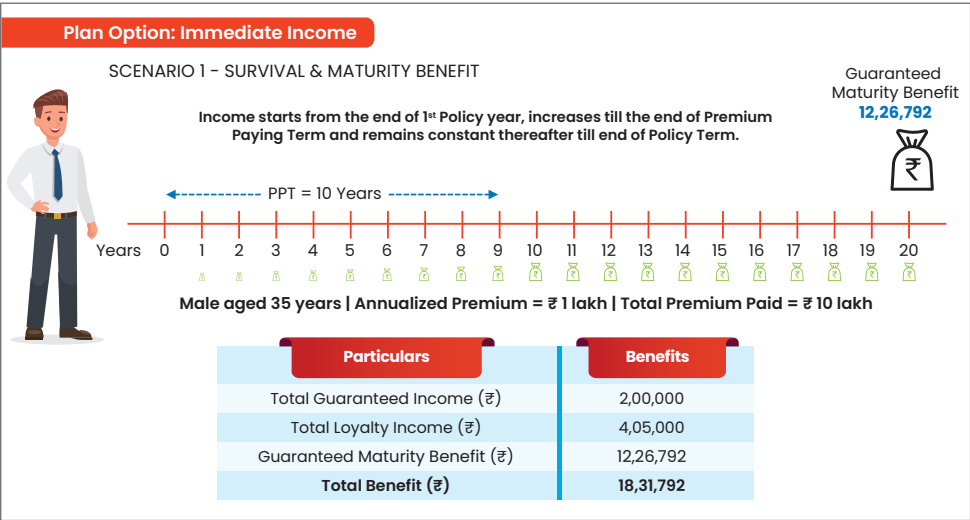 Plan Option: Immediate Income
SCENARIO 1 - SURVIVAL & MATURITY BENEFIT
Guaranteed
Maturity Benefit
12,26,792
₹
Income starts from the end of 1st Policy year, increases till the end of Premium
Paying Term and remains constant thereafter till end of Policy Term.
PPT = 10 Years
Years 0 1 2 3 4 5 6 7 8 9 10 11 12 13 14 15 16 17 18 19 20
₹ ₹ ₹ ₹ ₹ ₹ ₹ ₹ ₹ ₹ ₹ ₹ ₹ ₹ ₹ ₹ ₹ ₹ ₹ ₹
Male aged 35 years | Annualized Premium = ₹ 1 lakh | Total Premium Paid = ₹ 10 lakh
Particulars Benefits
Total Guaranteed Income (₹) 2,00,000
Total Loyalty Income (₹) 4,05,000
Guaranteed Maturity Benefit (₹) 12,26,792
Total Benefit (₹) 18,31,792